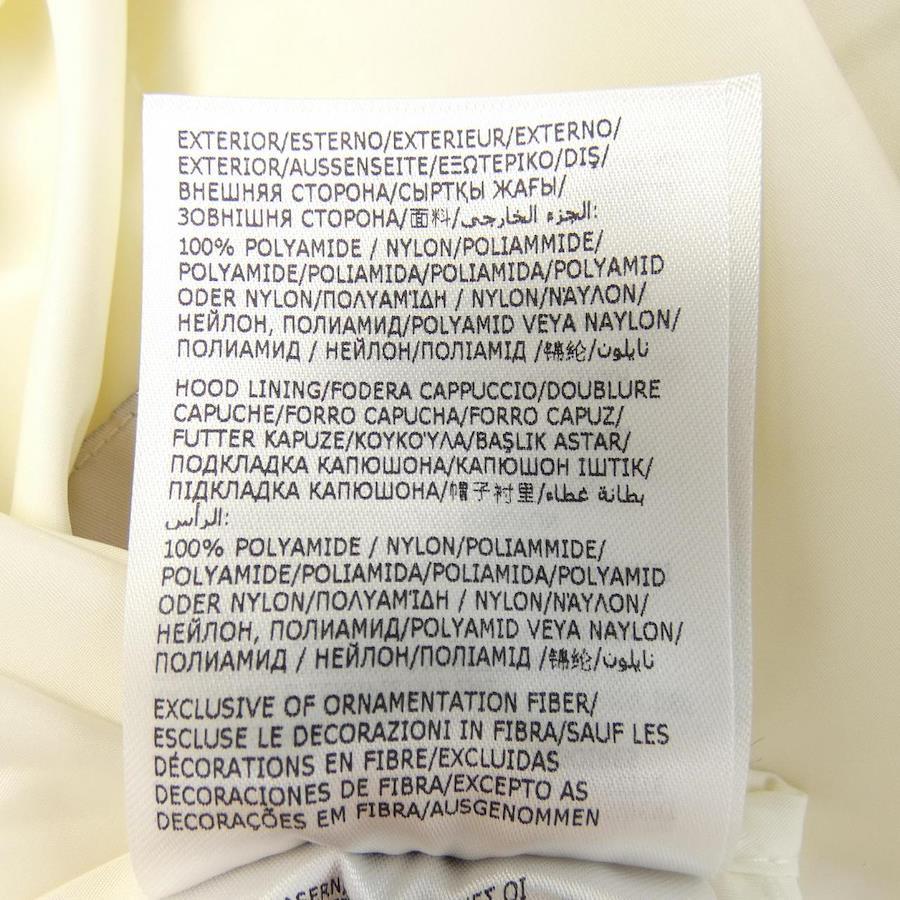 EXTERIOR/ESTERNO/EXTERIEUR/EXTERNO/
EXTERIOR/AUSSENSEITE/ΕΞΩΤΕΡΙΚΟ/DIŞ/
ВНЕШНЯЯ СТОРОНА/СЫРТҚЫ ЖАҒЫ/
ЗОВНІШНЯ СТОРОНА/面料/الجزء الخارجي:
100% POLYAMIDE / NYLON/POLIAMMIDE/
POLYAMIDE/POLIAMIDA/POLIAMIDA/POLYAMID
ODER NYLON/ΠΟΛΥΑΜΊΔΗ / NYLON/ΝΆΥΛΟΝ/
НЕЙЛОН, ПОЛИАМИД/POLYAMID VEYA NAYLON/
ПОЛИАМИД / НЕЙЛОН/ПОЛІАМІД /锦纶/نايلون
HOOD LINING/FODERA CAPPUCCIO/DOUBLURE
CAPUCHE/FORRO CAPUCHA/FORRO CAPUZ/
FUTTER KAPUZE/ΚΟΥΚΟΎΛΑ/BAŞLIK ASTAR/
ПОДКЛАДКА КАПЮШОНА/КАПЮШОН ІШТІК/
ПІДКЛАДКА КАПЮШОНА/帽子衬里/بطانة غطاء
الرأس:
100% POLYAMIDE / NYLON/POLIAMMIDE/
POLYAMIDE/POLIAMIDA/POLIAMIDA/POLYAMID
ODER NYLON/ΠΟΛΥΑΜΊΔΗ / NYLON/ΝΆΥΛΟΝ/
НЕЙЛОН, ПОЛИАМИД/POLYAMID VEYA NAYLON/
ПОЛИАМИД / НЕЙЛОН/ПОЛІАМІД /锦纶/نايلون
EXCLUSIVE OF ORNAMENTATION FIBER/
ESCLUSE LE DECORAZIONI IN FIBRA/SAUF LES
DÉCORATIONS EN FIBRE/EXCLUIDAS
DECORACIONES DE FIBRA/EXCEPTO AS
DECORAÇÕES EM FIBRA/AUSGENOMMEN